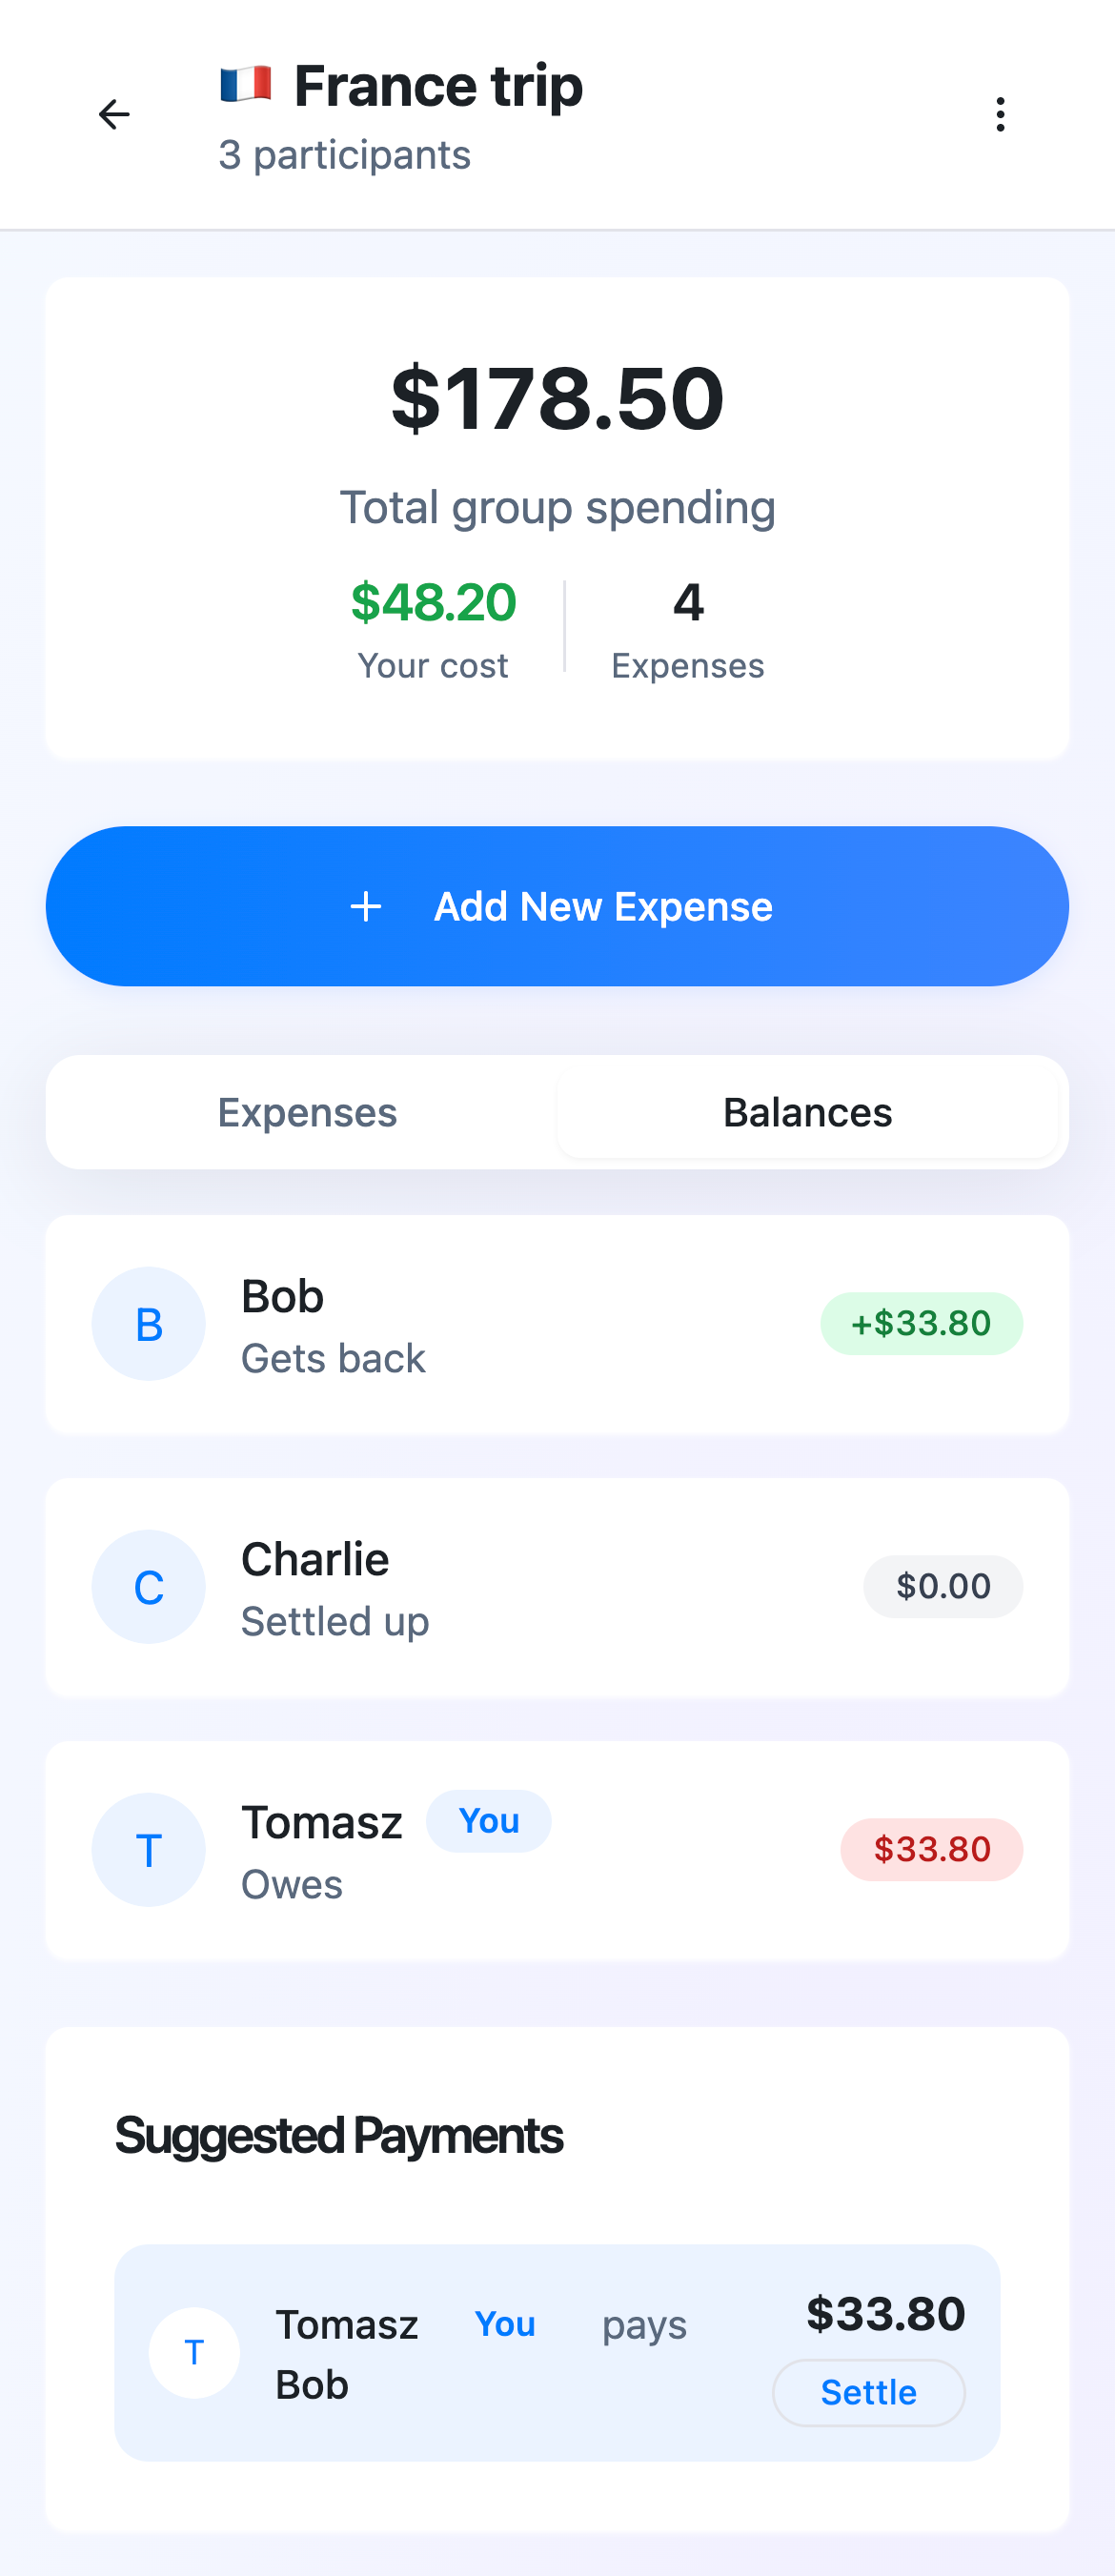 🇫🇷 France trip
3 participants
$178.50
Total group spending
$48.20
Your cost
4
Expenses
+ Add New Expense
Expenses
Balances
B
Bob
Gets back
+$33.80
C
Charlie
Settled up
$0.00
T
Tomasz You
Owes
$33.80
Suggested Payments
T
Tomasz You pays
Bob
$33.80
Settle